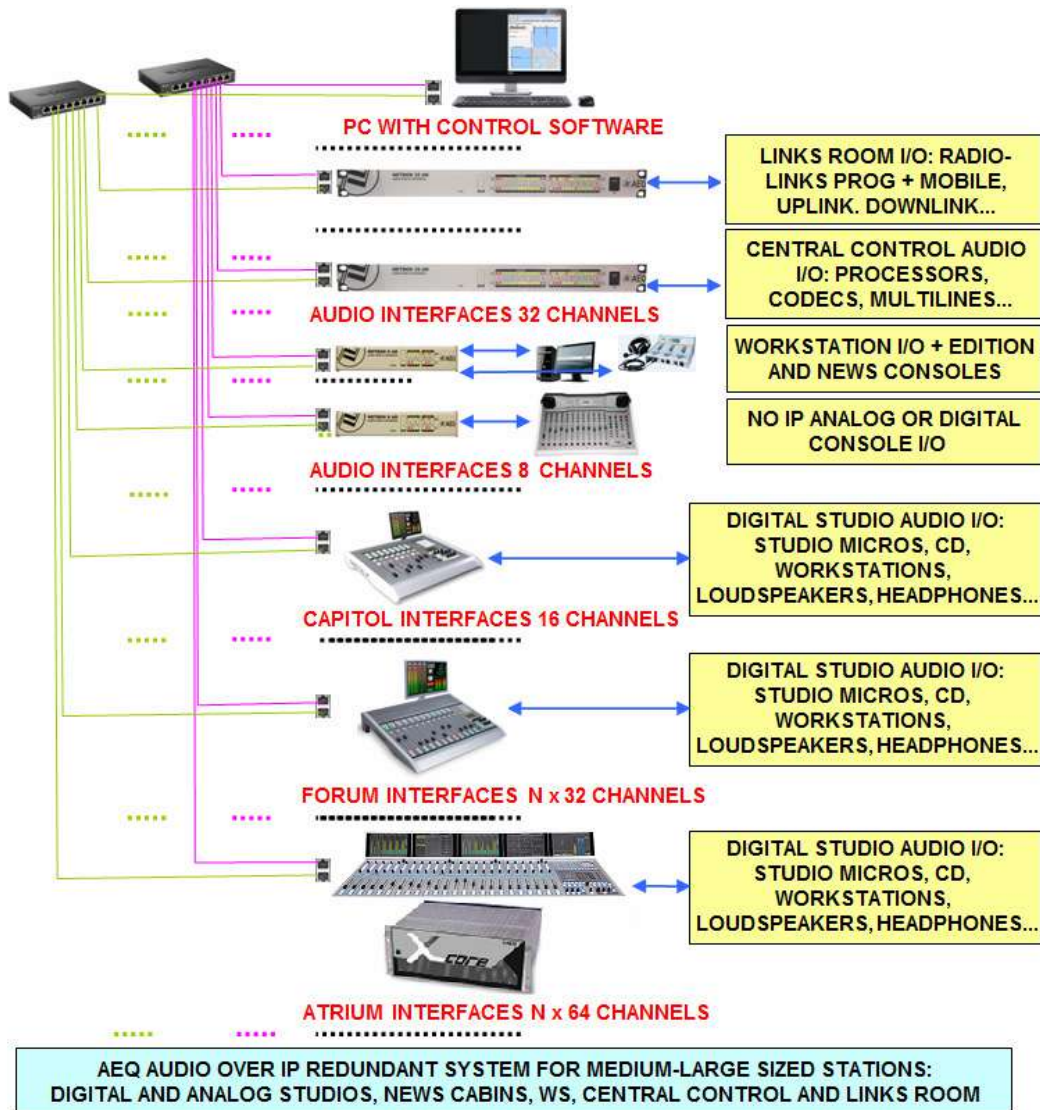 PC WITH CONTROL SOFTWARE
LINKS ROOM I/O: RADIO-
LINKS PROG + MOBILE,
UPLINK. DOWNLINK...
AEQ
CENTRAL CONTROL AUDIO
I/O: PROCESSORS,
CODECS, MULTILINES...
AEQ
AUDIO INTERFACES 32 CHANNELS
WORKSTATION I/O + EDITION
AND NEWS CONSOLES
NO IP ANALOG OR DIGITAL
CONSOLE I/O
AUDIO INTERFACES 8 CHANNELS
DIGITAL STUDIO AUDIO I/O:
STUDIO MICROS, CD,
WORKSTATIONS,
LOUDSPEAKERS, HEADPHONES...
CAPITOL INTERFACES 16 CHANNELS
DIGITAL STUDIO AUDIO I/O:
STUDIO MICROS, CD,
WORKSTATIONS,
LOUDSPEAKERS, HEADPHONES...
FORUM INTERFACES N x 32 CHANNELS
DIGITAL STUDIO AUDIO I/O:
STUDIO MICROS, CD,
WORKSTATIONS,
LOUDSPEAKERS, HEADPHONES...
X core
ATRIUM INTERFACES N x 64 CHANNELS
AEQ AUDIO OVER IP REDUNDANT SYSTEM FOR MEDIUM-LARGE SIZED STATIONS:
DIGITAL AND ANALOG STUDIOS, NEWS CABINS, WS, CENTRAL CONTROL AND LINKS ROOM